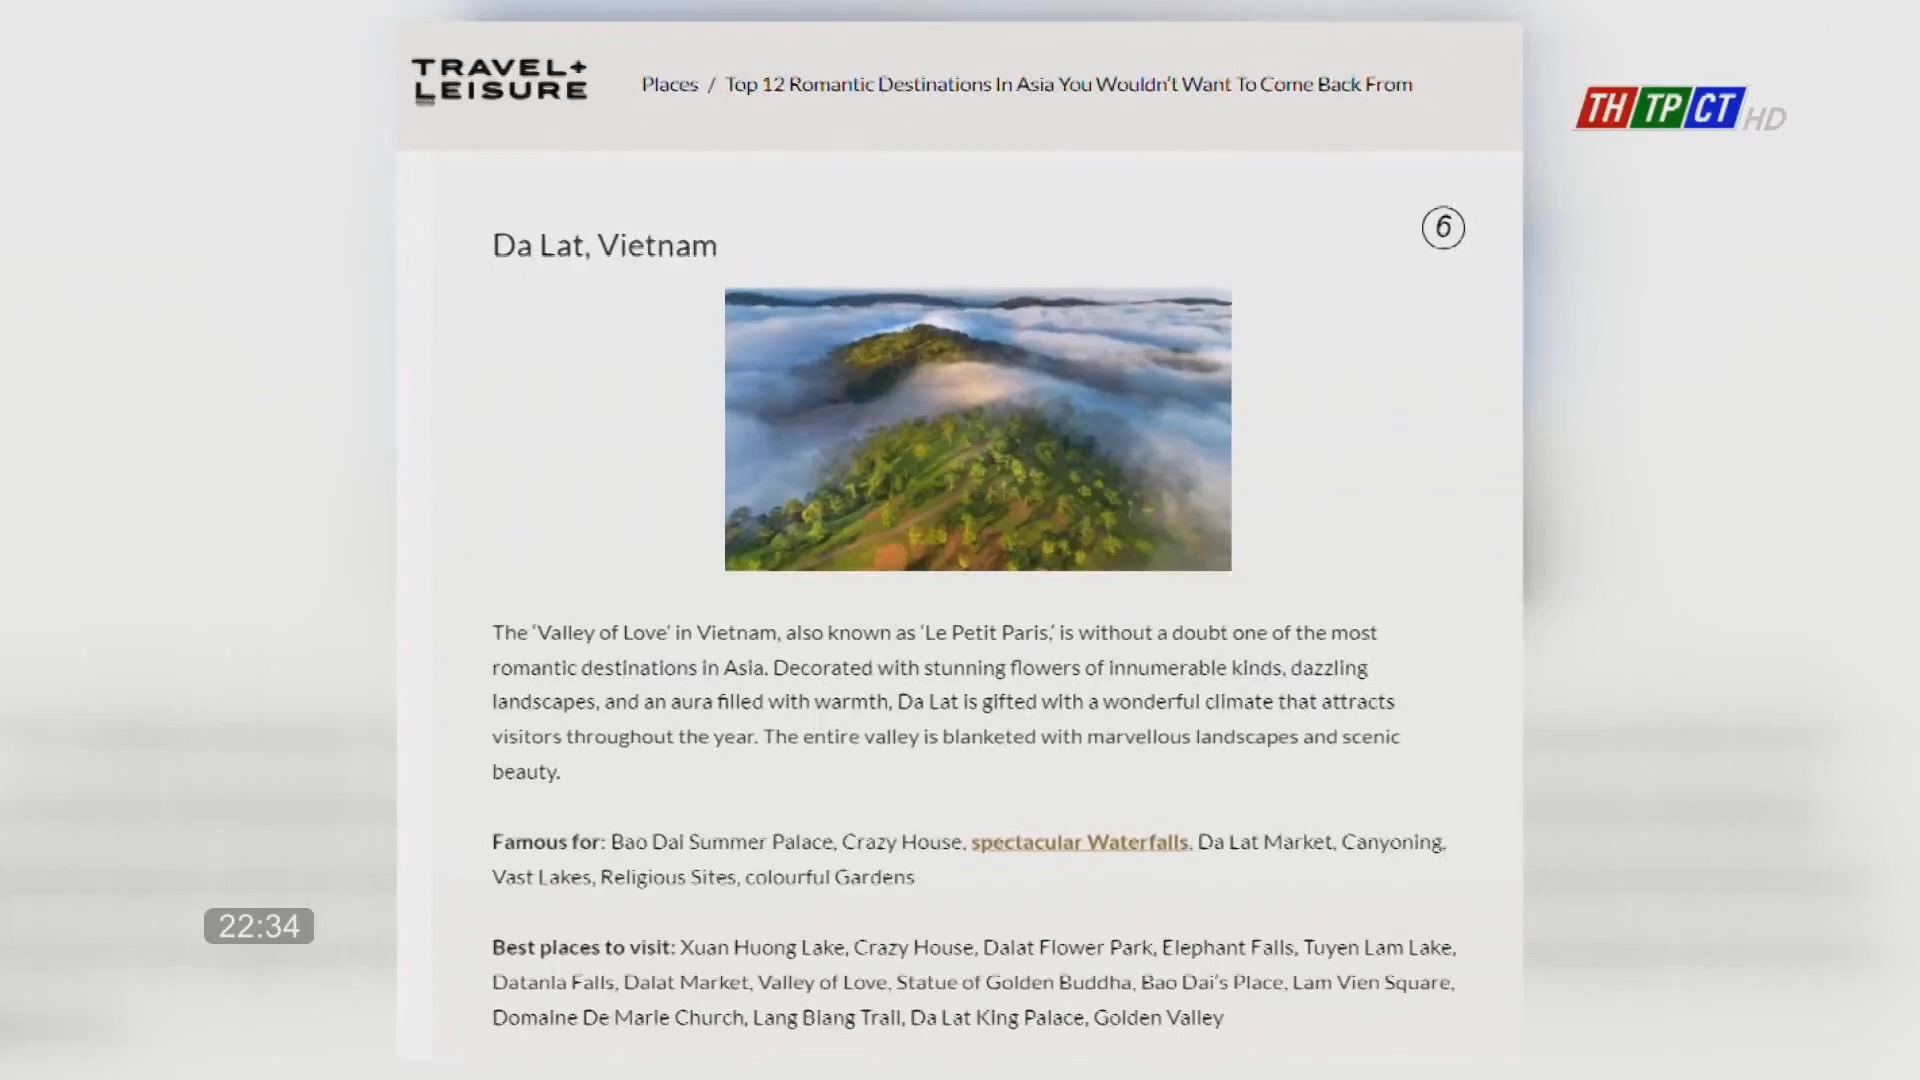 TRAVEL+
LEISURE
Places / Top 12 Romantic Destinations In Asia You Wouldn't Want To Come Back From
TH TP CT HD
6
Da Lat, Vietnam
The ‘Valley of Love’ in Vietnam, also known as ‘Le Petit Paris,’ is without a doubt one of the most
romantic destinations in Asia. Decorated with stunning flowers of innumerable kinds, dazzling
landscapes, and an aura filled with warmth, Da Lat is gifted with a wonderful climate that attracts
visitors throughout the year. The entire valley is blanketed with marvellous landscapes and scenic
beauty.
Famous for: Bao Dai Summer Palace, Crazy House, spectacular Waterfalls, Da Lat Market, Canyoning,
Vast Lakes, Religious Sites, colourful Gardens
22:34
Best places to visit: Xuan Huong Lake, Crazy House, Dalat Flower Park, Elephant Falls, Tuyen Lam Lake,
Datanla Falls, Dalat Market, Valley of Love, Statue of Golden Buddha, Bao Dai's Place, Lam Vien Square,
Domaine De Marie Church, Lang Biang Trail, Da Lat King Palace, Golden Valley